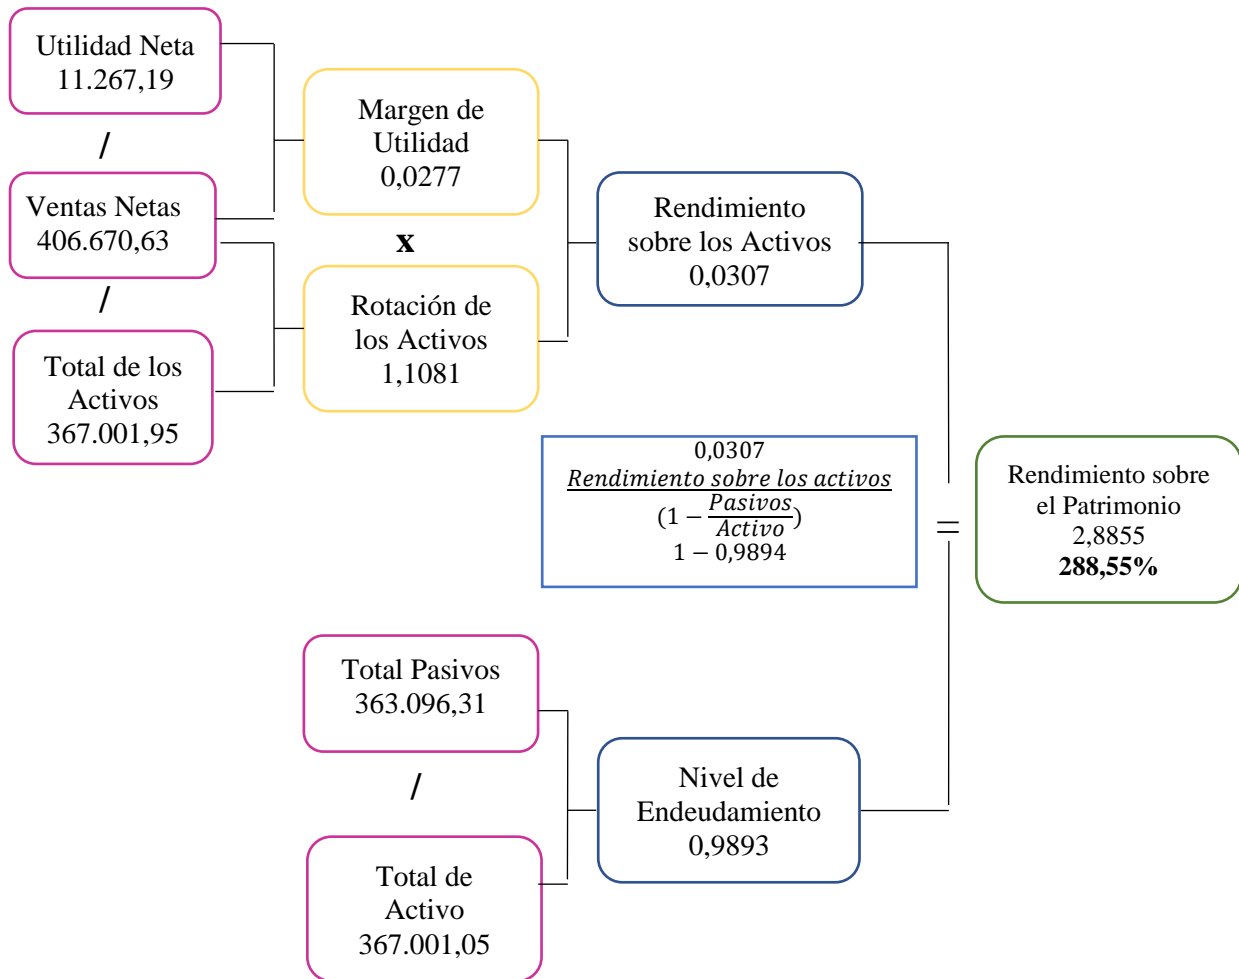 Utilidad Neta
11.267,19
/
Ventas Netas
406.670,63
/
Total de los
Activos
367.001,95
Margen de
Utilidad
0,0277
x
Rotación de
los Activos
1,1081
Rendimiento
sobre los Activos
0,0307
0,0307
Rendimiento sobre los activos
(1 − Pasivos/Activo)
1 − 0,9894
=
Rendimiento sobre
el Patrimonio
2,8855
288,55%
Total Pasivos
363.096,31
/
Total de
Activo
367.001,05
Nivel de
Endeudamiento
0,9893